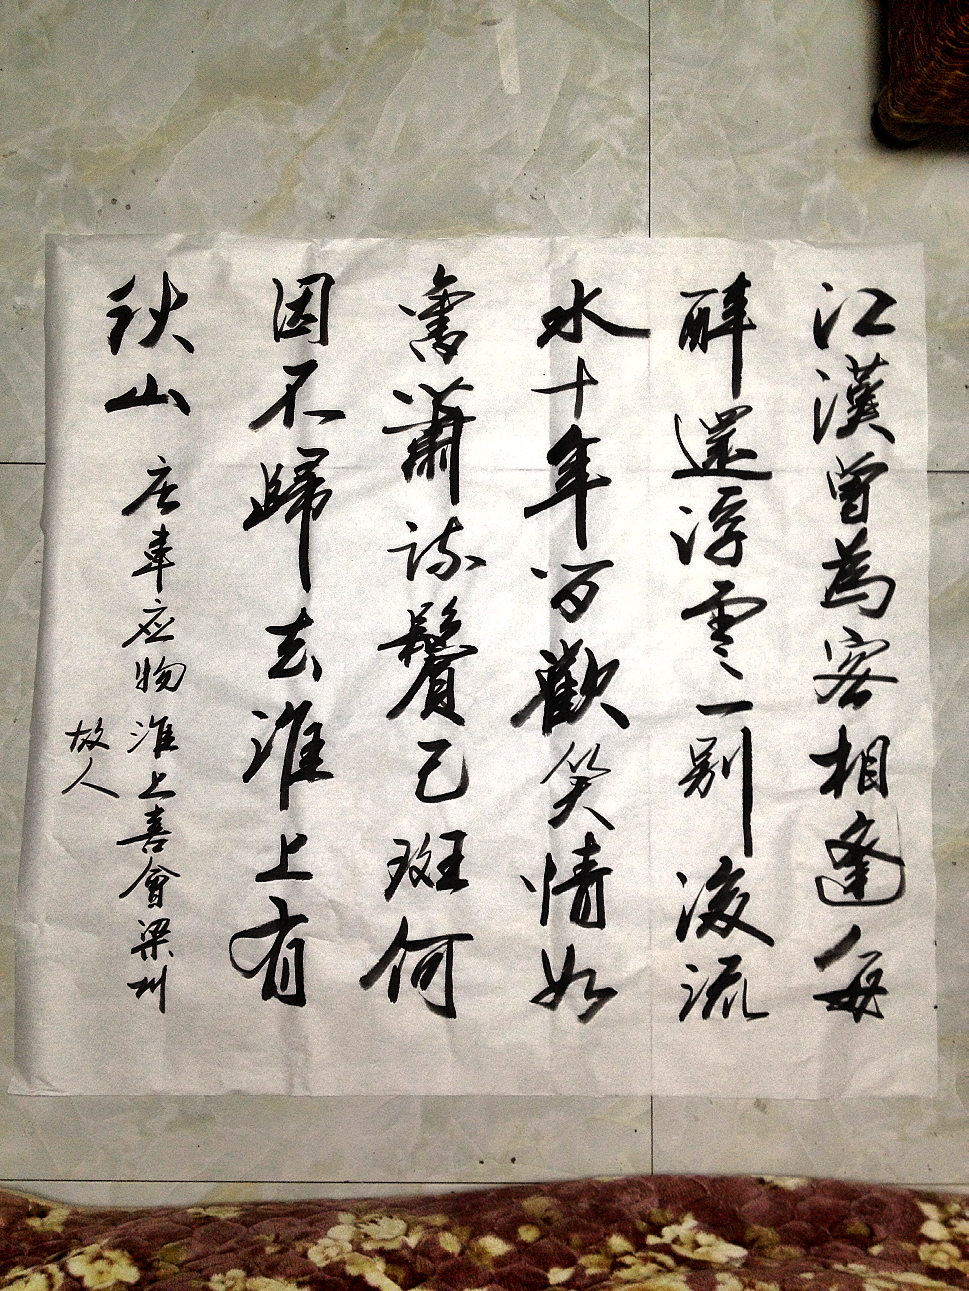 江漢曾為客相逢每
醉還浮雲一別後流
水十年間歡笑情如
舊蕭疏鬢已斑何
因不歸去淮上有
秋山
唐韋应物淮上喜會梁州
故人